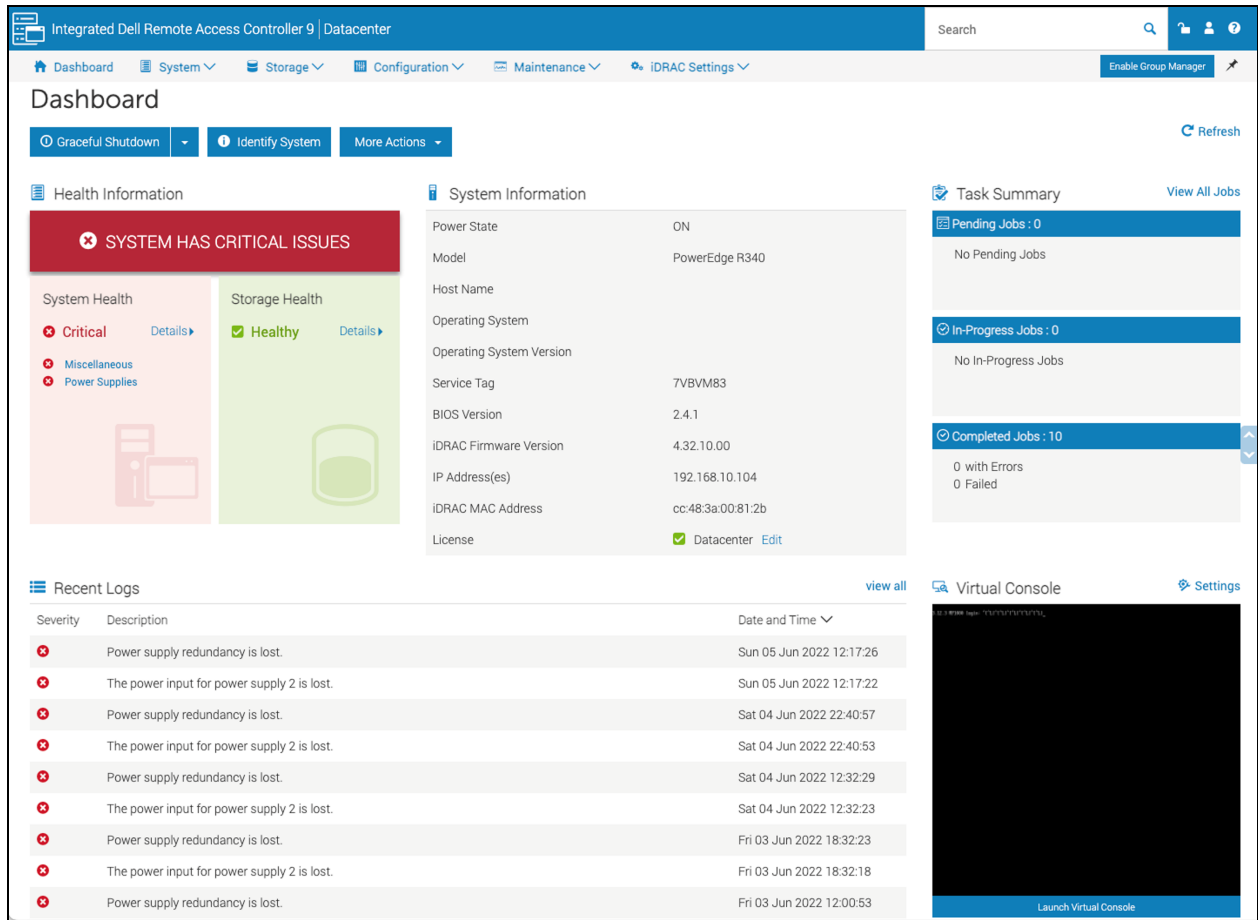 Integrated Dell Remote Access Controller 9 | Datacenter
Search
Dashboard System Storage Configuration Maintenance iDRAC Settings
Enable Group Manager
Dashboard
Graceful Shutdown Identify System More Actions
Refresh
Health Information
SYSTEM HAS CRITICAL ISSUES
System Health
Critical Details
Miscellaneous
Power Supplies
Storage Health
Healthy Details
System Information
Power State ON
Model PowerEdge R340
Host Name
Operating System
Operating System Version
Service Tag 7VBVM83
BIOS Version 2.4.1
iDRAC Firmware Version 4.32.10.00
IP Address(es) 192.168.10.104
iDRAC MAC Address cc:48:3a:00:81:2b
License Datacenter Edit
Task Summary View All Jobs
Pending Jobs : 0
No Pending Jobs
In-Progress Jobs : 0
No In-Progress Jobs
Completed Jobs : 10
0 with Errors
0 Failed
Recent Logs view all
Severity Description Date and Time
Power supply redundancy is lost. Sun 05 Jun 2022 12:17:26
The power input for power supply 2 is lost. Sun 05 Jun 2022 12:17:22
Power supply redundancy is lost. Sat 04 Jun 2022 22:40:57
The power input for power supply 2 is lost. Sat 04 Jun 2022 22:40:53
Power supply redundancy is lost. Sat 04 Jun 2022 12:32:29
The power input for power supply 2 is lost. Sat 04 Jun 2022 12:32:23
Power supply redundancy is lost. Fri 03 Jun 2022 18:32:23
The power input for power supply 2 is lost. Fri 03 Jun 2022 18:32:18
Power supply redundancy is lost. Fri 03 Jun 2022 12:00:53
Virtual Console Settings
login:
Launch Virtual Console